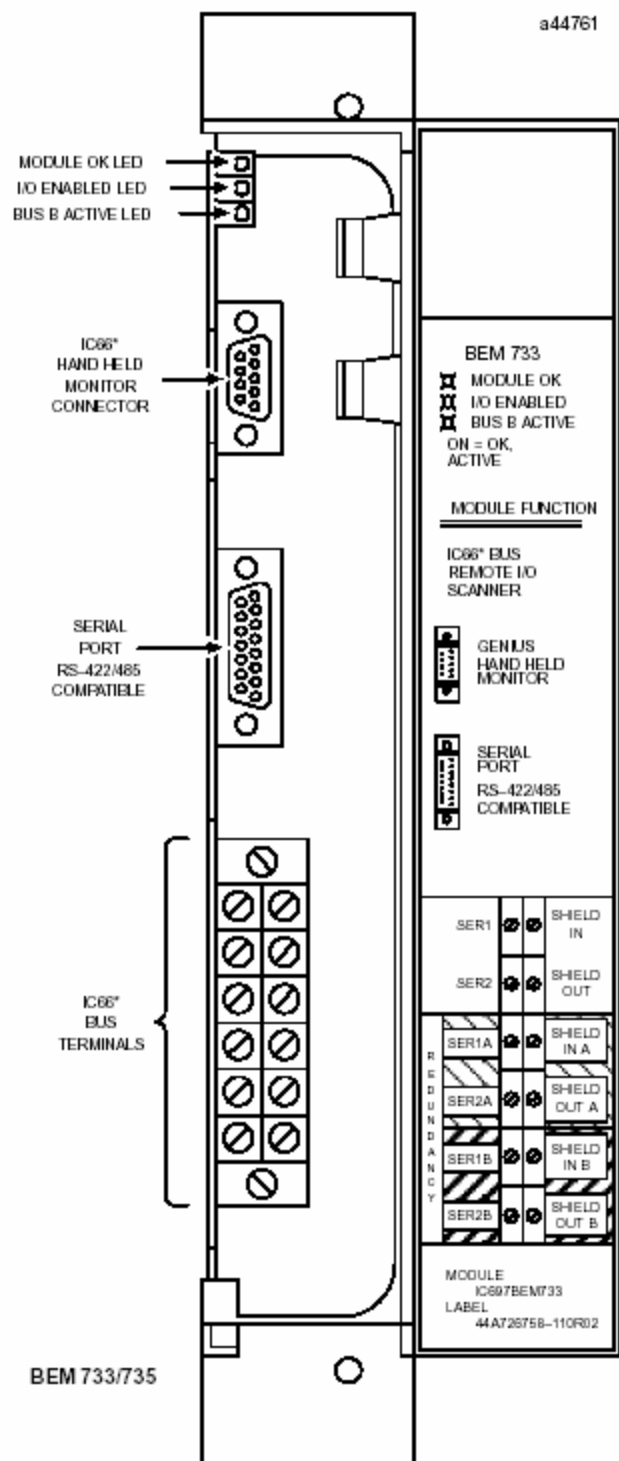 a44761
MODULE OK LED
I/O ENABLED LED
BUS B ACTIVE LED
IC66*
HAND HELD
MONITOR
CONNECTOR
SERIAL
PORT
RS-422/485
COMPATIBLE
IC66*
BUS
TERMINALS
BEM 733/735
BEM 733
MODULE OK
I/O ENABLED
BUS B ACTIVE
ON = OK,
ACTIVE
MODULE FUNCTION
IC66* BUS
REMOTE I/O
SCANNER
GENIUS
HAND HELD
MONITOR
SERIAL
PORT
RS-422/485
COMPATIBLE
SER1
SHIELD
IN
SER2
SHIELD
OUT
REDUNDANCY
SER1A
SHIELD
IN A
SER2A
SHIELD
OUT A
SER1B
SHIELD
IN B
SER2B
SHIELD
OUT B
MODULE
IC697BEM733
LABEL
44A726758-110R02